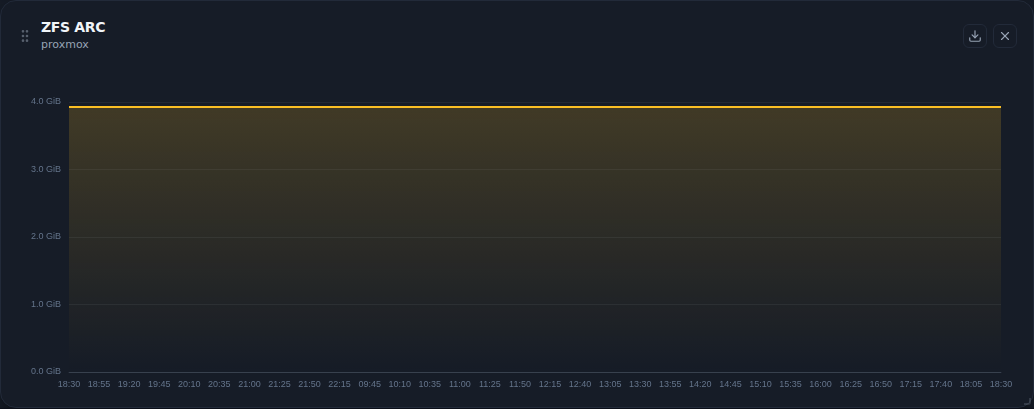 ZFS ARC
proxmox
4.0 GiB
3.0 GiB
2.0 GiB
1.0 GiB
0.0 GiB
18:30 18:55 19:20 19:45 20:10 20:35 21:00 21:25 21:50 22:15 09:45 10:10 10:35 11:00 11:25 11:50 12:15 12:40 13:05 13:30 13:55 14:20 14:45 15:10 15:35 16:00 16:25 16:50 17:15 17:40 18:05 18:30